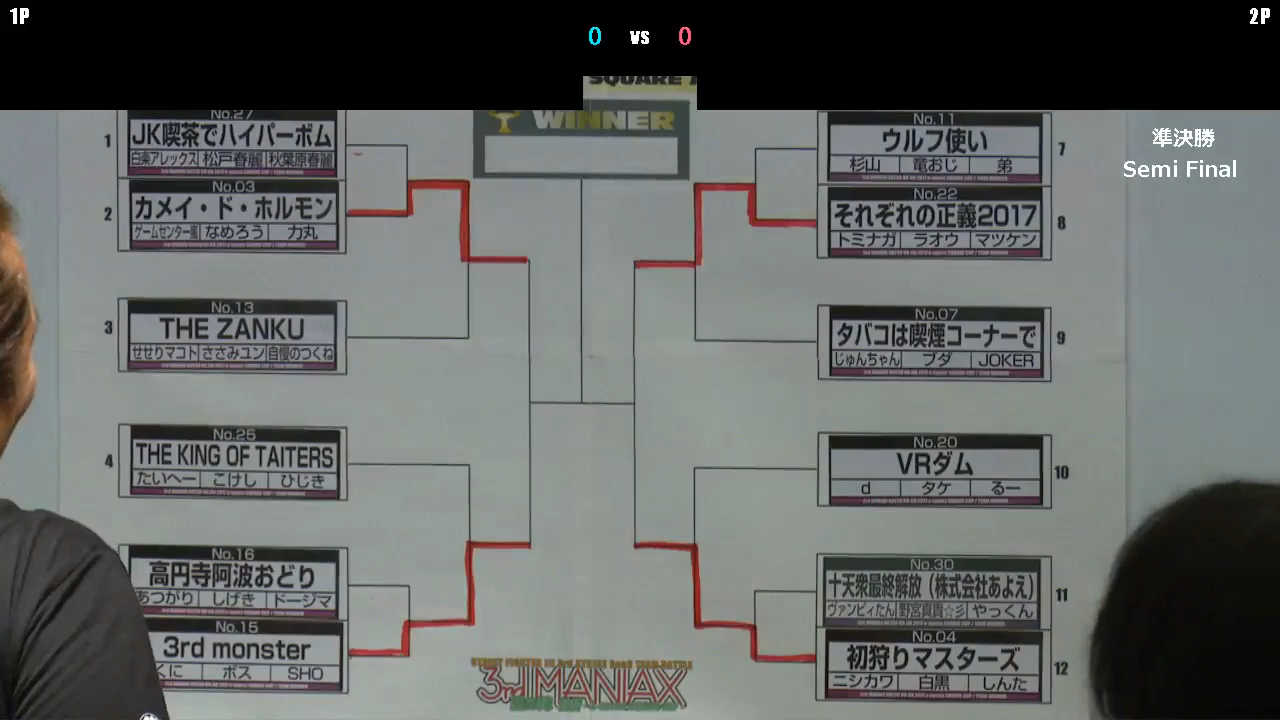 1P
2P
0 vs 0
SQUARE
WINNER
準決勝
Semi Final
1
No.27
JK喫茶でハイパーボム
白楽アレックス 松戸春麗 秋葉原春麗
2
No.03
カメイ・ド・ホルモン
なめろう 力丸
3
No.13
THE ZANKU
せせりマコト ささみユン 自慢のつくね
4
No.25
THE KING OF TAITERS
たいへー こけし ひじき
No.16
高円寺阿波おどり
あつがり しげき ドージマ
No.15
3rd monster
くに ボス SHO
No.11
ウルフ使い
杉山 竜おじ 弟
7
No.22
それぞれの正義2017
トミナガ ラオウ マツケン
8
No.07
タバコは喫煙コーナーで
じゅんちゃん ブダ JOKER
9
No.20
VRダム
d タケ るー
10
No.30
十天衆最終解放（株式会社あよえ）
ヴァンピィたん 野宮真貴☆彡 やっくん
11
No.04
初狩りマスターズ
ニシカワ 白黒 しんた
12
3rd MANIAX